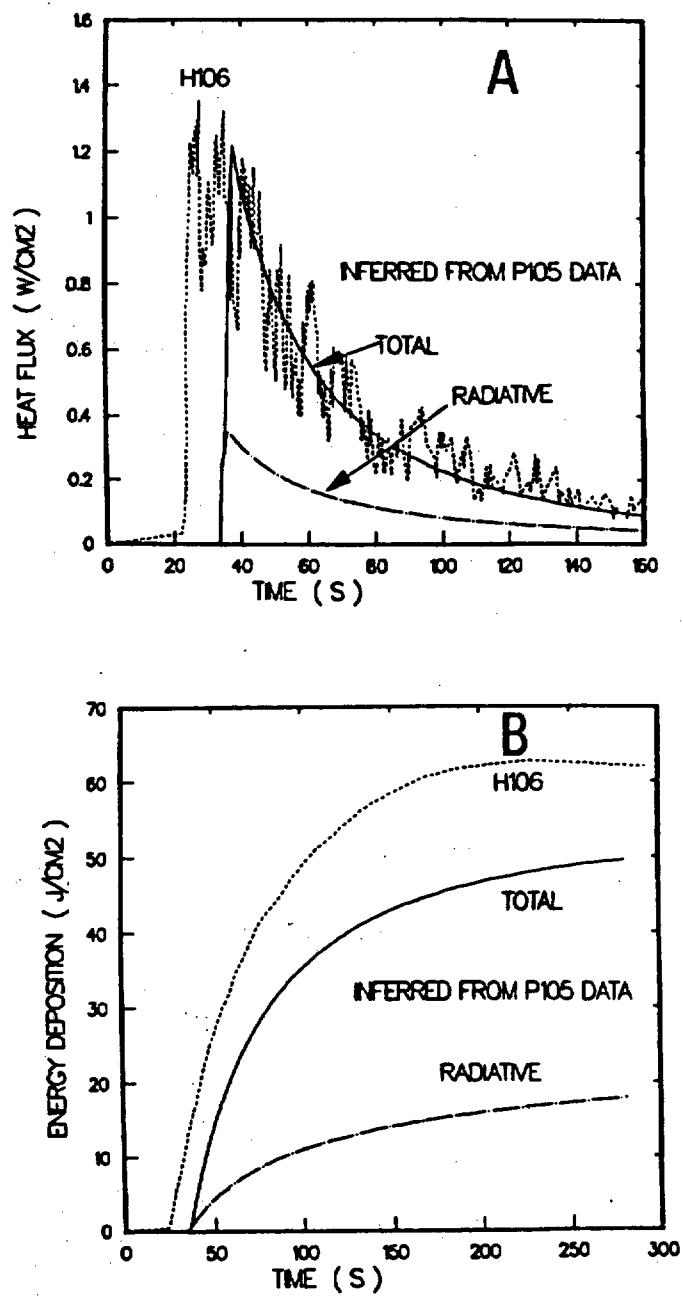 A
H106
INFERRED FROM P105 DATA
TOTAL
RADIATIVE
HEAT FLUX ( W/CM2 )
1.6
1.4
1.2
1
0.8
0.6
0.4
0.2
0
0 20 40 60 80 100 120 140 160
TIME ( S )
B
H106
TOTAL
INFERRED FROM P105 DATA
RADIATIVE
ENERGY DEPOSITION ( J/CM2 )
70
60
50
40
30
20
10
0
0 50 100 150 200 250 300
TIME ( S )